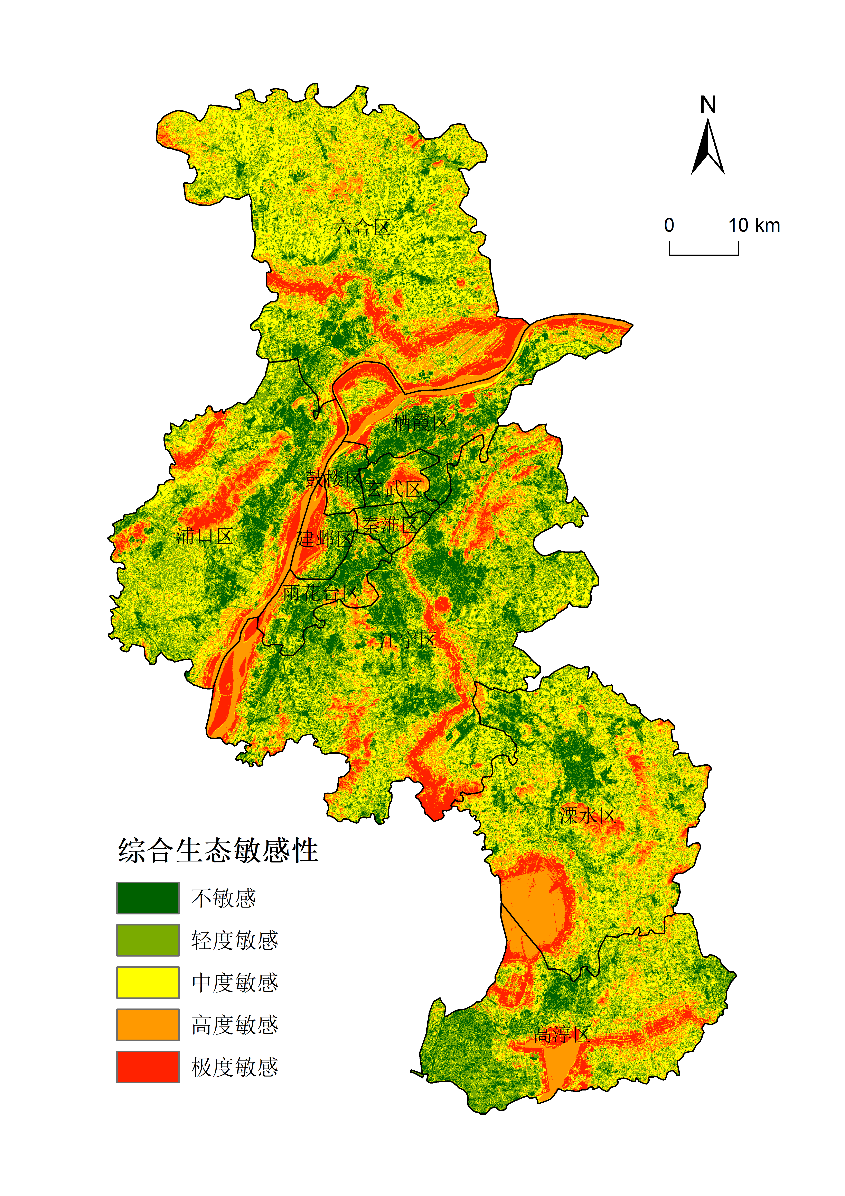 N
0 10 km
六合区
栖霞区
鼓楼区
玄武区
秦淮区
浦口区
建邺区
雨花台区
江宁区
溧水区
综合生态敏感性
不敏感
轻度敏感
中度敏感
高度敏感
极度敏感
高淳区